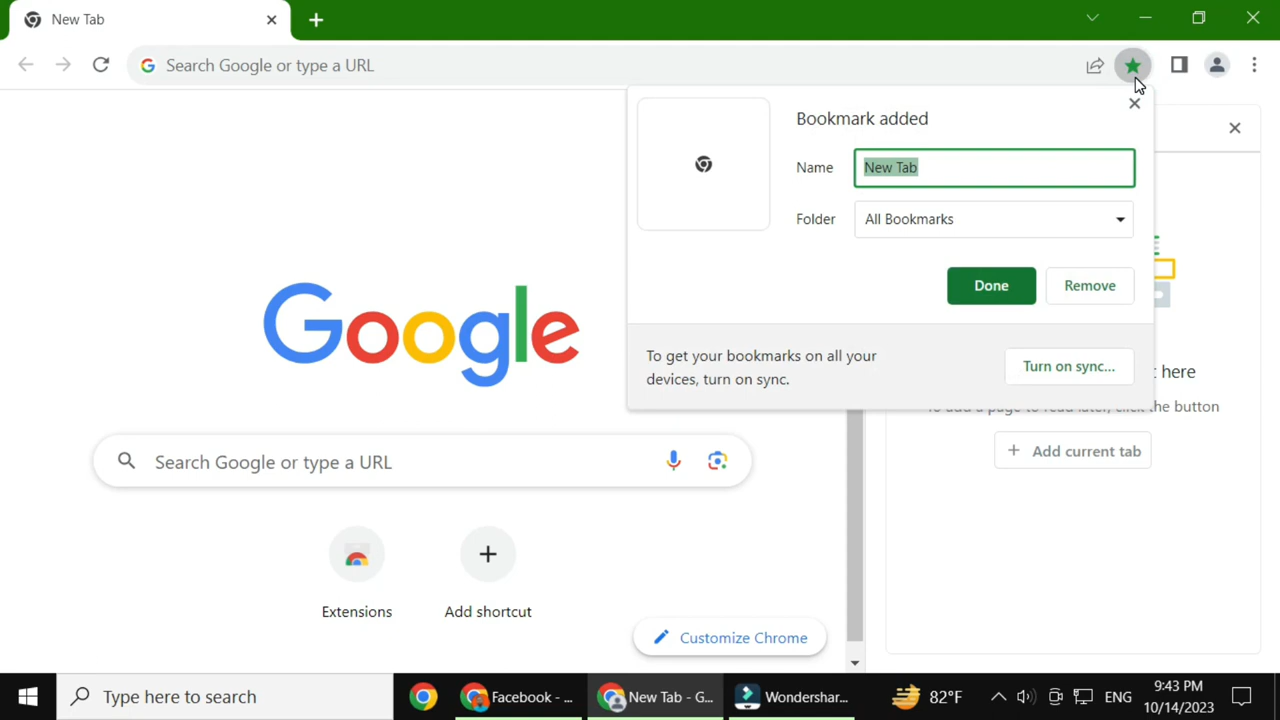 New Tab
Search Google or type a URL
Bookmark added
Name
New Tab
Folder
All Bookmarks
Done
Remove
To get your bookmarks on all your
devices, turn on sync.
Turn on sync...
Google
here
the button
Add current tab
Search Google or type a URL
Extensions
Add shortcut
Customize Chrome
Type here to search
Facebook - ...
New Tab - G...
Wondershar...
82°F
ENG
9:43 PM
10/14/2023